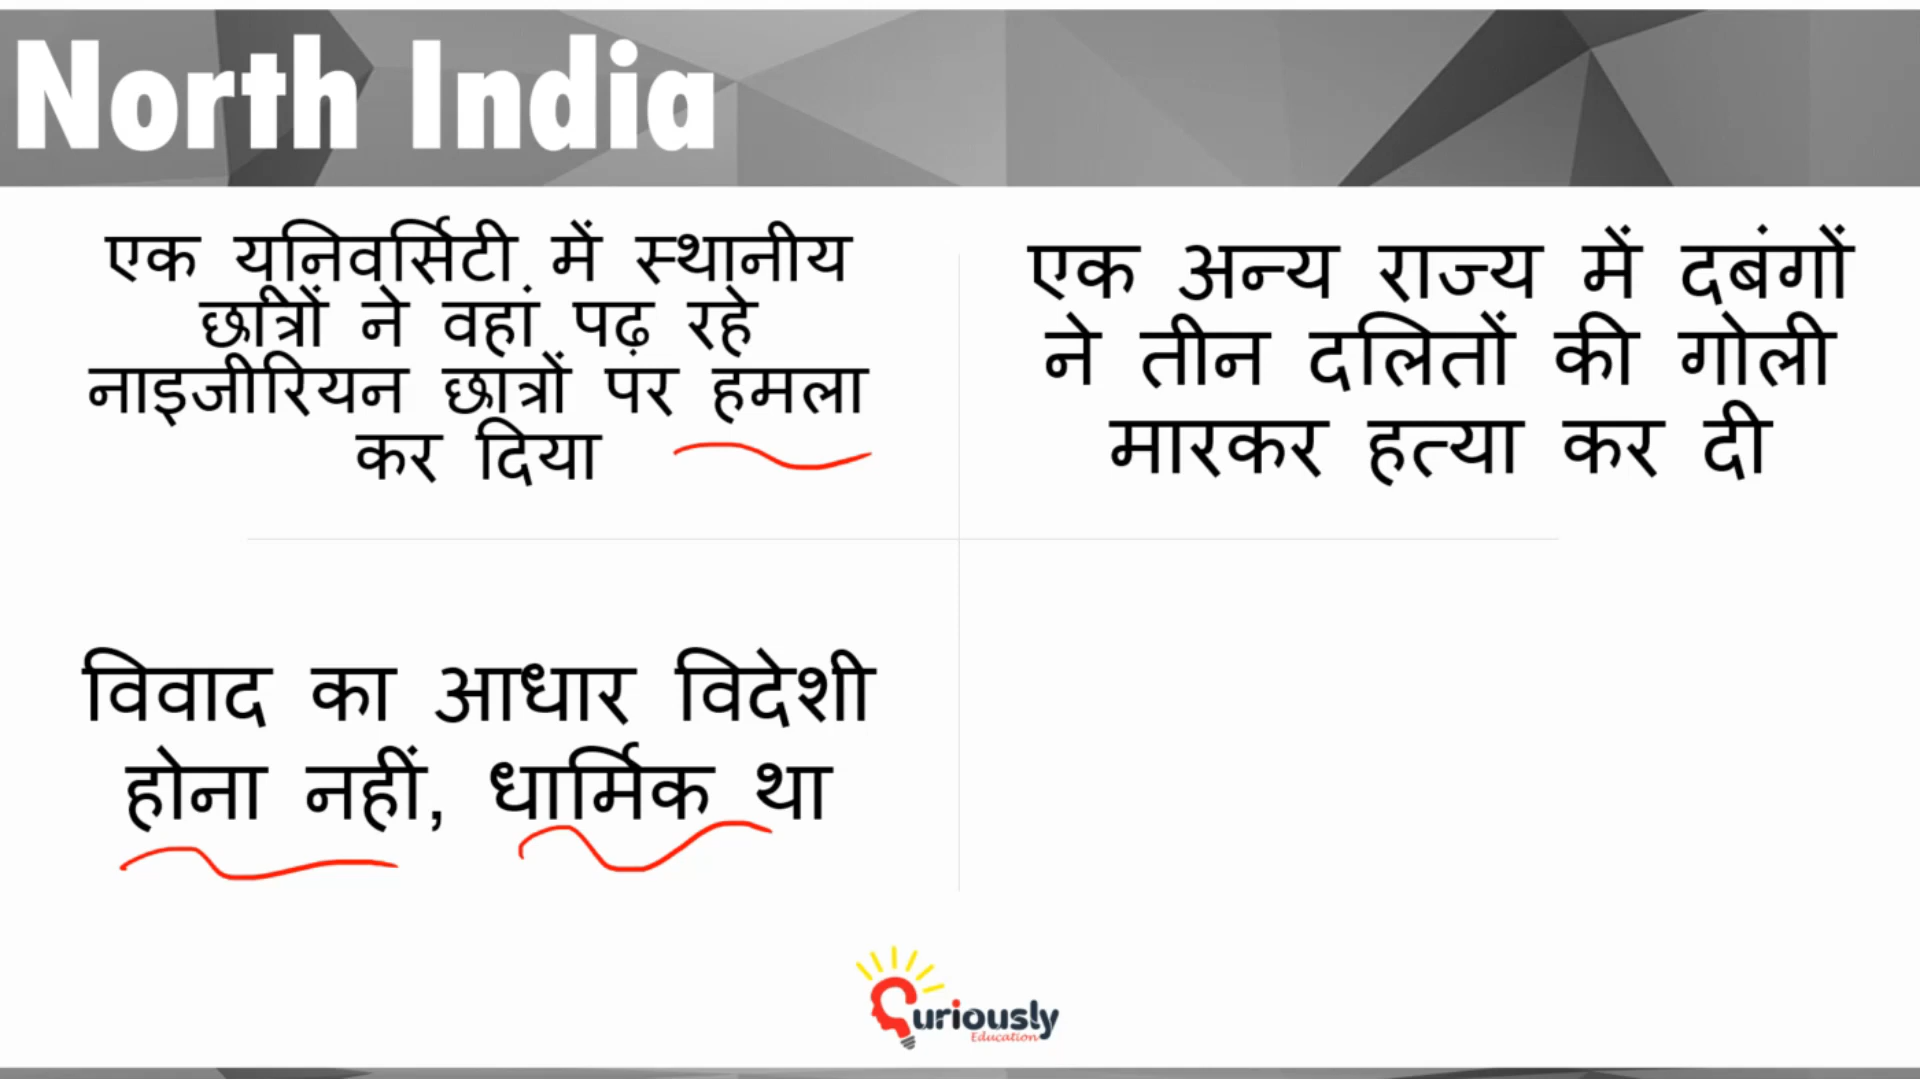 North India
एक यनिवर्सिटी में स्थानीय
छात्रों ने वहां पढ़ रहे
नाइजीरियन छात्रों पर हमला
कर दिया
एक अन्य राज्य में दबंगों
ने तीन दलितों की गोली
मारकर हत्या कर दी
विवाद का आधार विदेशी
होना नहीं, धार्मिक था
Curiously
Education